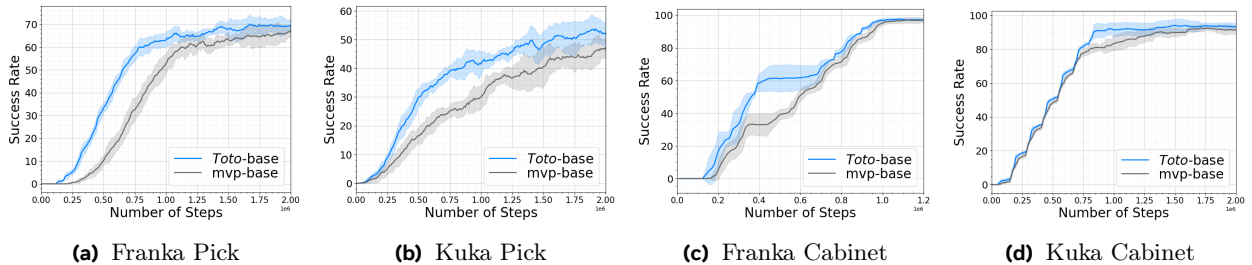 Success Rate
70
60
50
40
30
20
10
0
0.00 0.25 0.50 0.75 1.00 1.25 1.50 1.75 2.00
1e6
Number of Steps
Toto-base
mvp-base
(a) Franka Pick
Success Rate
60
50
40
30
20
10
0
0.00 0.25 0.50 0.75 1.00 1.25 1.50 1.75 2.00
1e6
Number of Steps
Toto-base
mvp-base
(b) Kuka Pick
Success Rate
100
80
60
40
20
0
0.0 0.2 0.4 0.6 0.8 1.0 1.2
1e6
Number of Steps
Toto-base
mvp-base
(c) Franka Cabinet
Success Rate
100
80
60
40
20
0
0.00 0.25 0.50 0.75 1.00 1.25 1.50 1.75 2.00
1e6
Number of Steps
Toto-base
mvp-base
(d) Kuka Cabinet